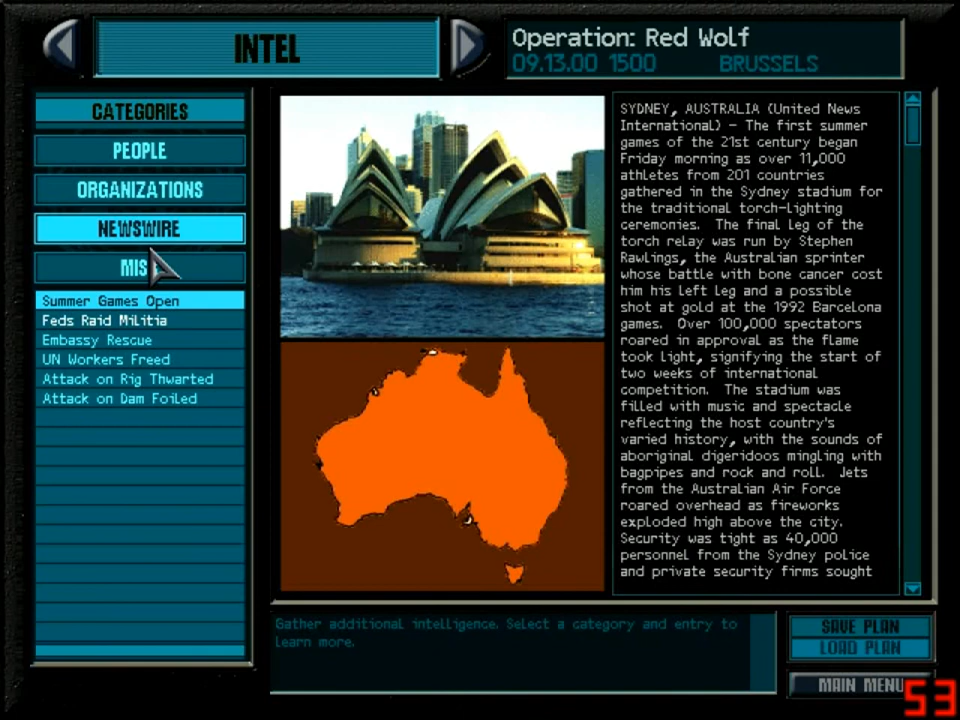 INTEL
Operation: Red Wolf
09.13.00 1500 BRUSSELS
CATEGORIES
PEOPLE
ORGANIZATIONS
NEWSWIRE
Summer Games Open
Feds Raid Militia
Embassy Rescue
UN Workers Freed
Attack on Rig Thwarted
Attack on Dam Foiled
SYDNEY, AUSTRALIA (United News
International) - The first summer
games of the 21st century began
Friday morning as over 11,000
athletes from 201 countries
gathered in the Sydney stadium for
the traditional torch-lighting
ceremonies. The final leg of the
torch relay was run by Stephen
Rawlings, the Australian sprinter
whose battle with bone cancer cost
him his left leg and a possible
shot at gold at the 1992 Barcelona
games. Over 100,000 spectators
roared in approval as the flame
took light, signifying the start of
two weeks of international
competition. The stadium was
filled with music and spectacle
reflecting the host country's
varied history, with the sounds of
aboriginal digeridoos mingling with
bagpipes and rock and roll. Jets
from the Australian Air Force
roared overhead as fireworks
exploded high above the city.
Security was tight as 40,000
personnel from the Sydney police
and private security firms sought
Gather additional intelligence. Select a category and entry to
learn more.
SAVE PLAN
LOAD PLAN
MAIN MENU
53